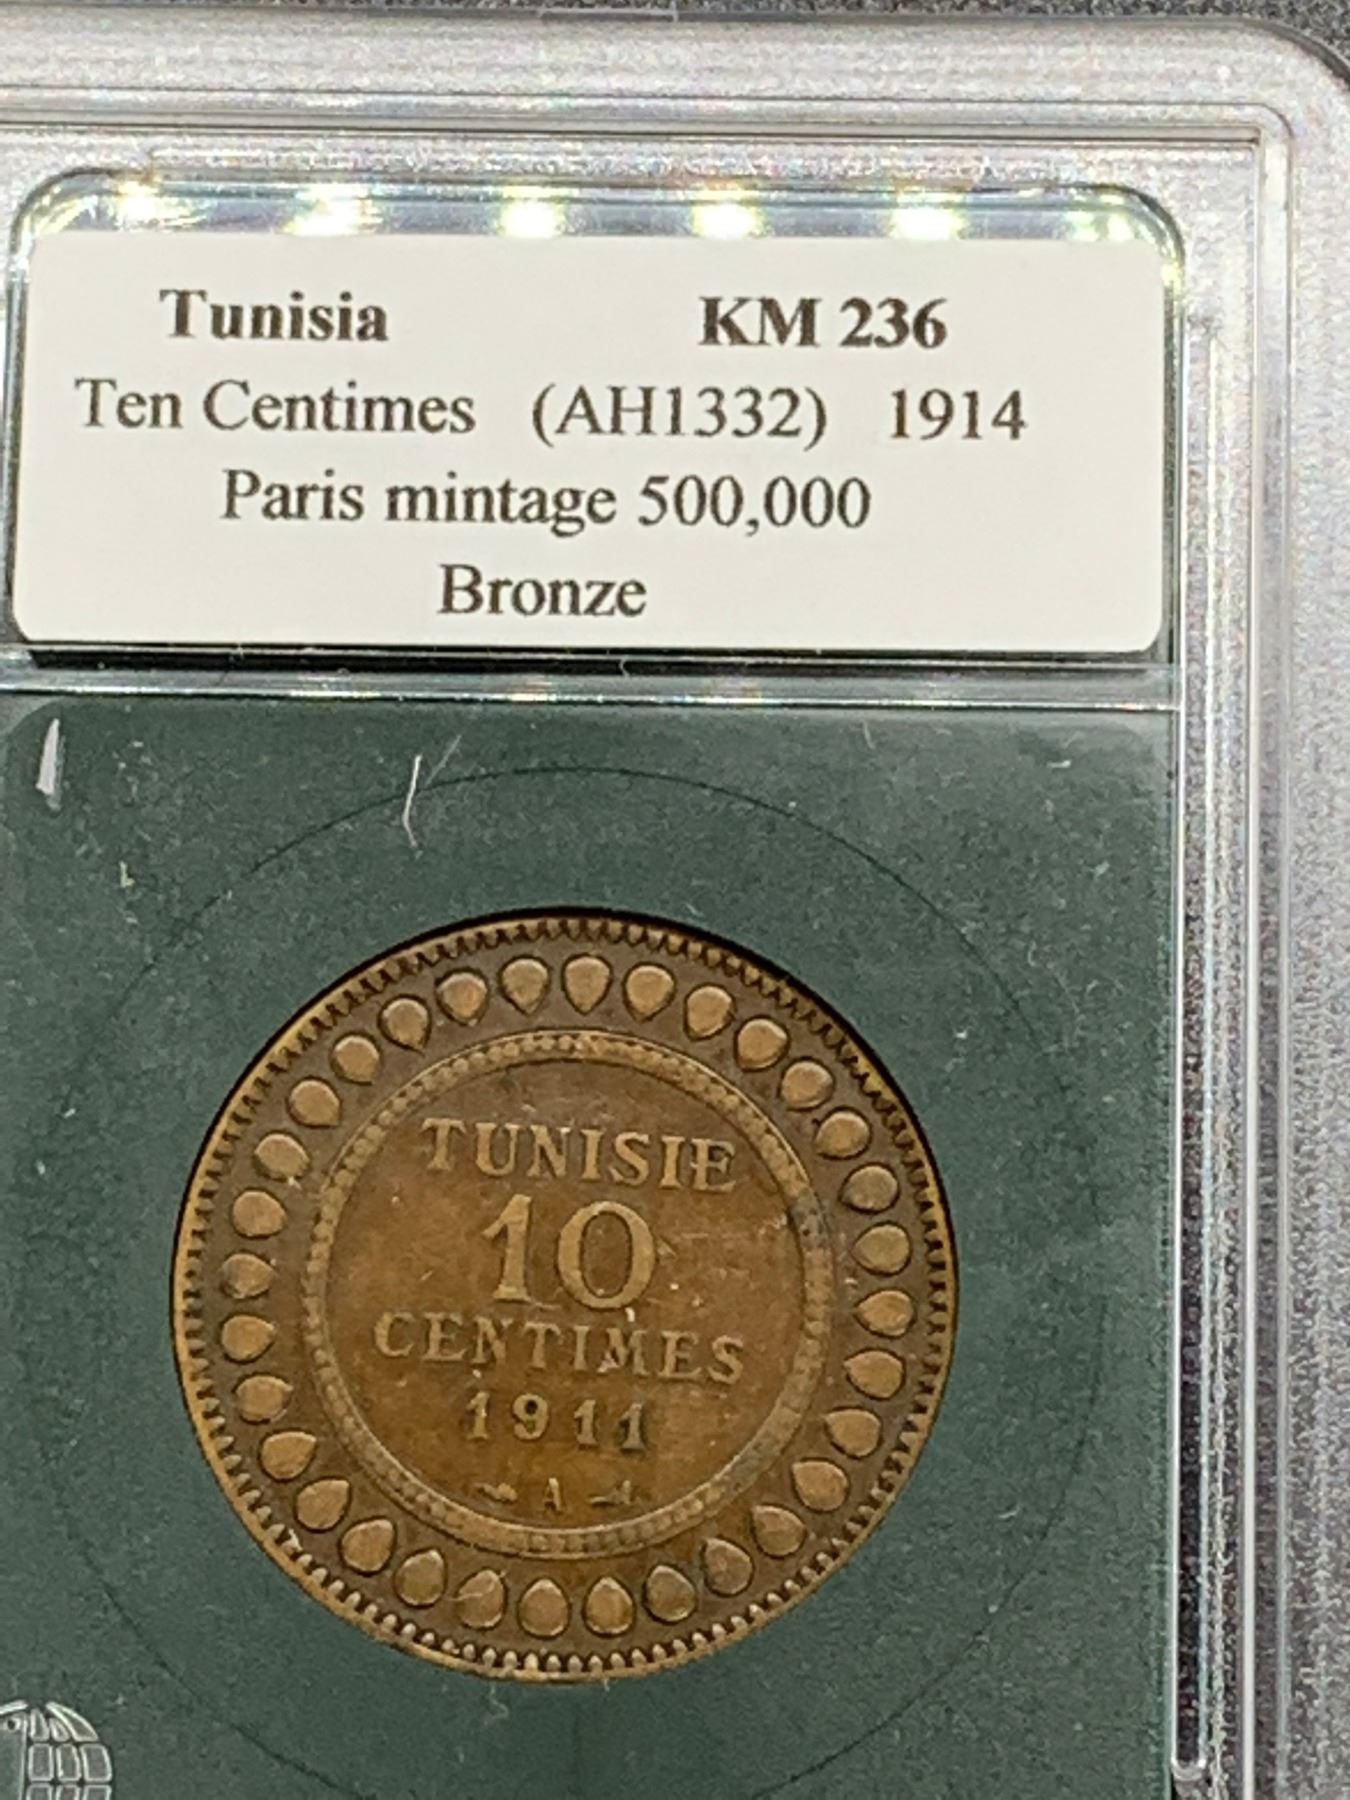 Tunisia KM 236
Ten Centimes (AH1332) 1914
Paris mintage 500,000
Bronze
TUNISIE
10
CENTIMES
1911
A